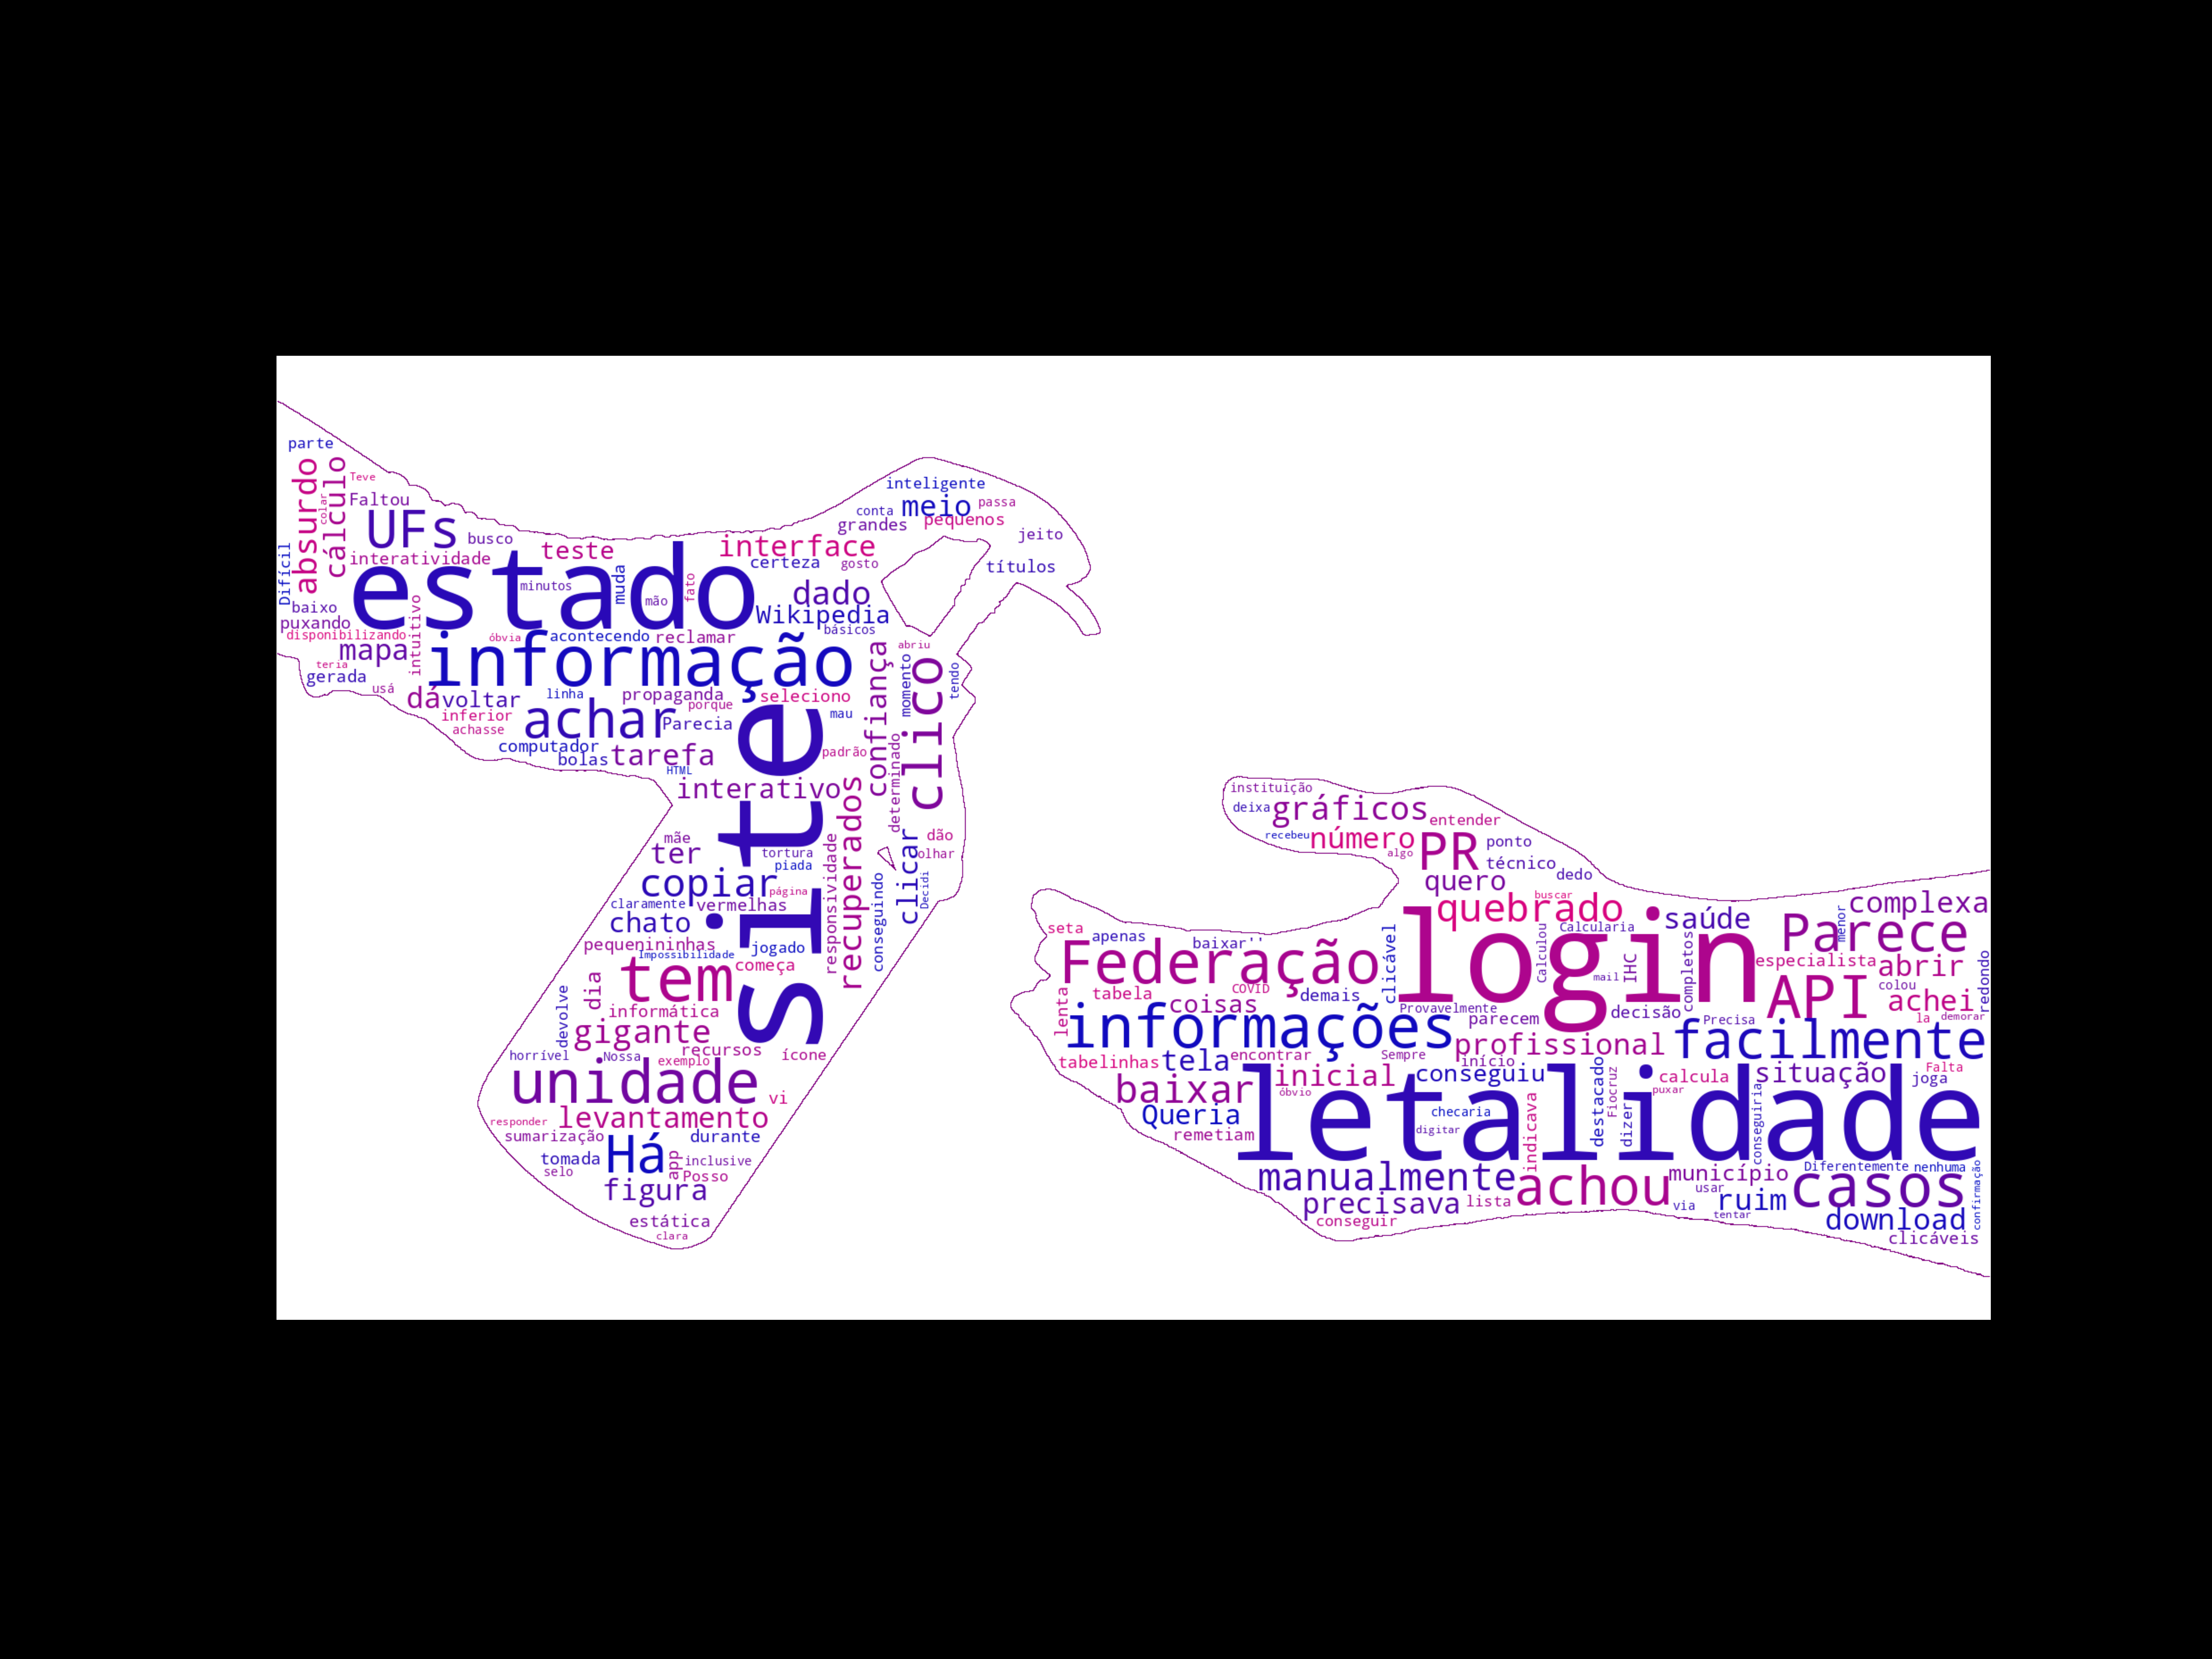 parte
absurdo
cálculo
Teve
colar
Faltou
UFs
busco
Difícil
interatividade
estado
teste
minutos
muda
mão
fato
interface
certeza
gosto
inteligente
conta
meio
passa
grandes
pequenos
jeito
títulos
dado
Wikipedia
básicos
baixo
puxando
disponibilizando
mapa
intuitivo
teria
gerada
usá
óbvia
acontecendo
reclamar
informação
abriu
confiança
momento
clico
tendo
dá
voltar
linha
propaganda
seleciono
porque
inferior
achasse
achar
Parecia
mau
computador
bolas
tarefa
padrão
HTML
determinado
interativo
site
recuperados
mãe
ter
tortura
piada
responsividade
clicar
dão
olhar
Decidi
copiar
página
claramente
vermelhas
chato
conseguindo
pequenininhas
jogado
Impossibilidade
tem
começa
dia
informática
devolve
gigante
recursos
ícone
horrível
Nossa
exemplo
unidade
vi
responder
levantamento
sumarização
Há
durante
tomada
app
inclusive
selo
Posso
figura
estática
clara
instituição
deixa
gráficos
entender
recebeu
número
algo
PR
ponto
técnico
dedo
quero
buscar
quebrado
saúde
Calcularia
menor
complexa
Parece
seta
apenas
baixar''
Federação
clicável
login
Calculou
IHC
mail
completos
especialista
abrir
redondo
lenta
tabela
COVID
demais
coisas
API
colou
achei
la
demorar
informações
Provavelmente
parecem
decisão
Precisa
facilmente
tabelinhas
tela
encontrar
Sempre
início
profissional
baixar
inicial
óbvio
conseguiu
destacado
Fiocruz
calcula
puxar
situação
Falta
joga
Queria
remetiam
letalidade
checaria
digitar
indicava
dizer
conseguiria
manualmente
achou
município
Diferentemente
nenhuma
confirmação
precisava
lista
usar
via
ruim
tentar
casos
conseguir
download
clicáveis